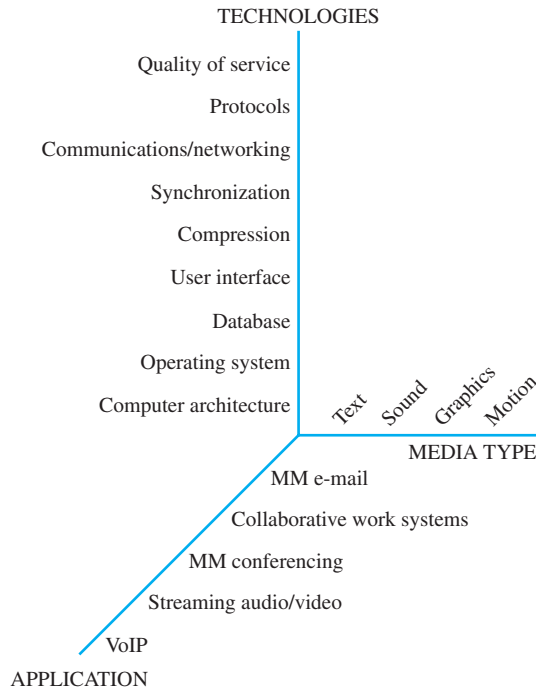 TECHNOLOGIES
Quality of service
Protocols
Communications/networking
Synchronization
Compression
User interface
Database
Operating system
Computer architecture
Text
Sound
Graphics
Motion
MEDIA TYPE
MM e-mail
Collaborative work systems
MM conferencing
Streaming audio/video
VoIP
APPLICATION